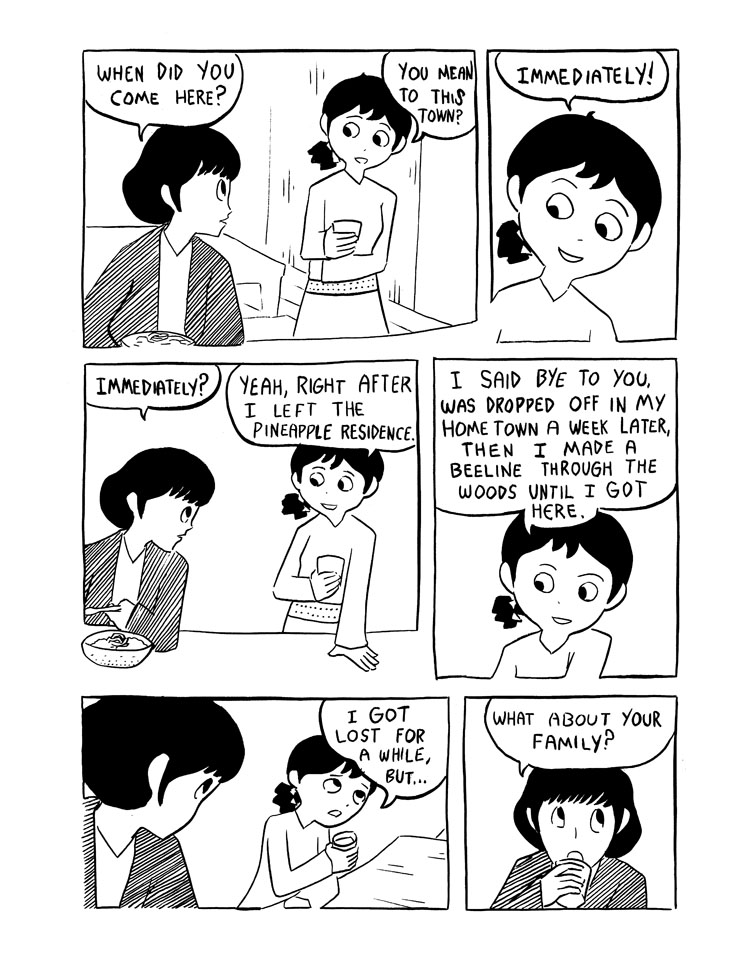 WHEN DID YOU
COME HERE?
YOU MEAN
TO THIS
TOWN?
IMMEDIATELY!
IMMEDIATELY?
YEAH, RIGHT AFTER
I LEFT THE
PINEAPPLE RESIDENCE.
I SAID BYE TO YOU,
WAS DROPPED OFF IN MY
HOME TOWN A WEEK LATER,
THEN I MADE A
BEELINE THROUGH THE
WOODS UNTIL I GOT
HERE.
I GOT
LOST FOR
A WHILE,
BUT...
WHAT ABOUT YOUR
FAMILY?